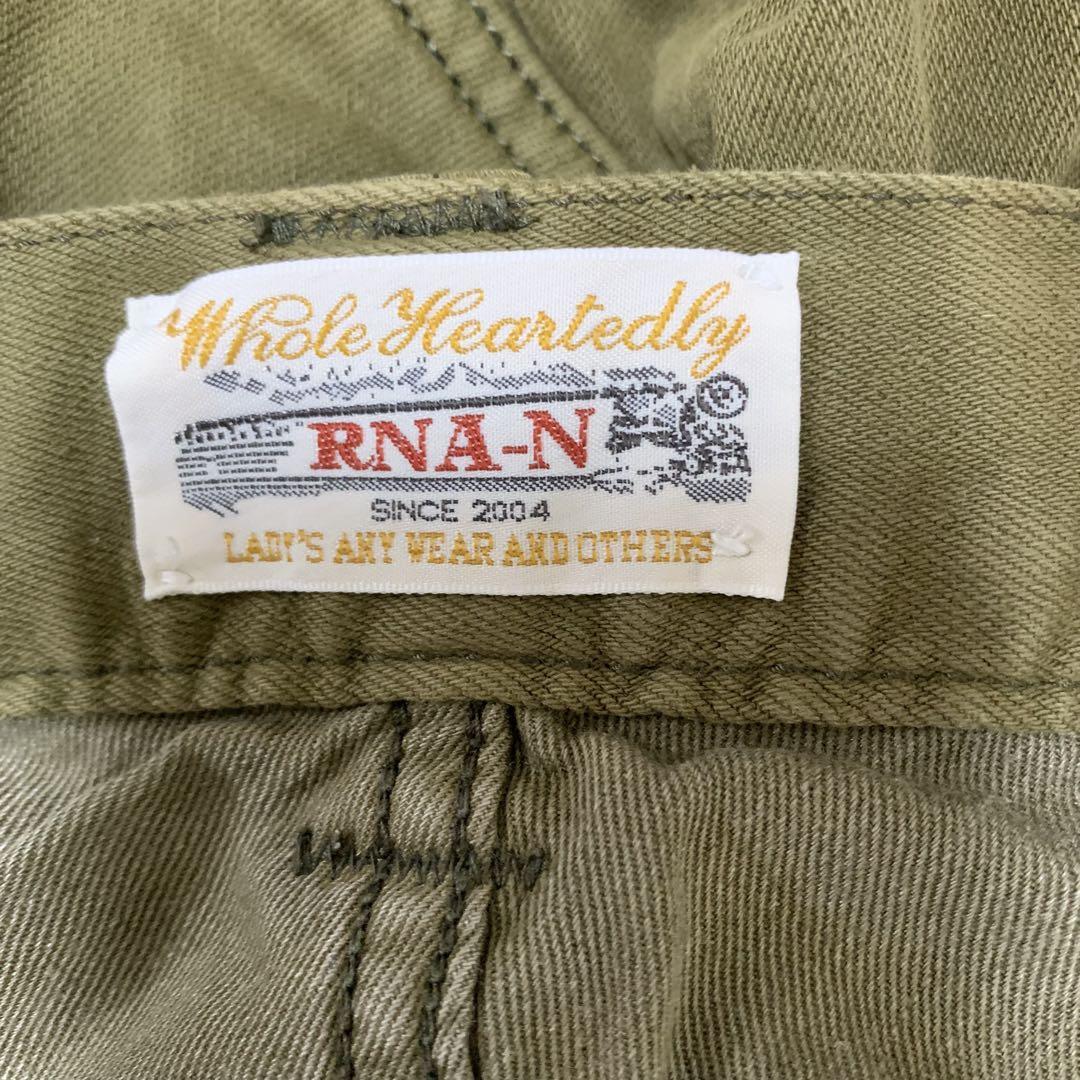 Whole Heartedly
RNA-N
SINCE 2004
LADY'S ANY WEAR AND OTHERS